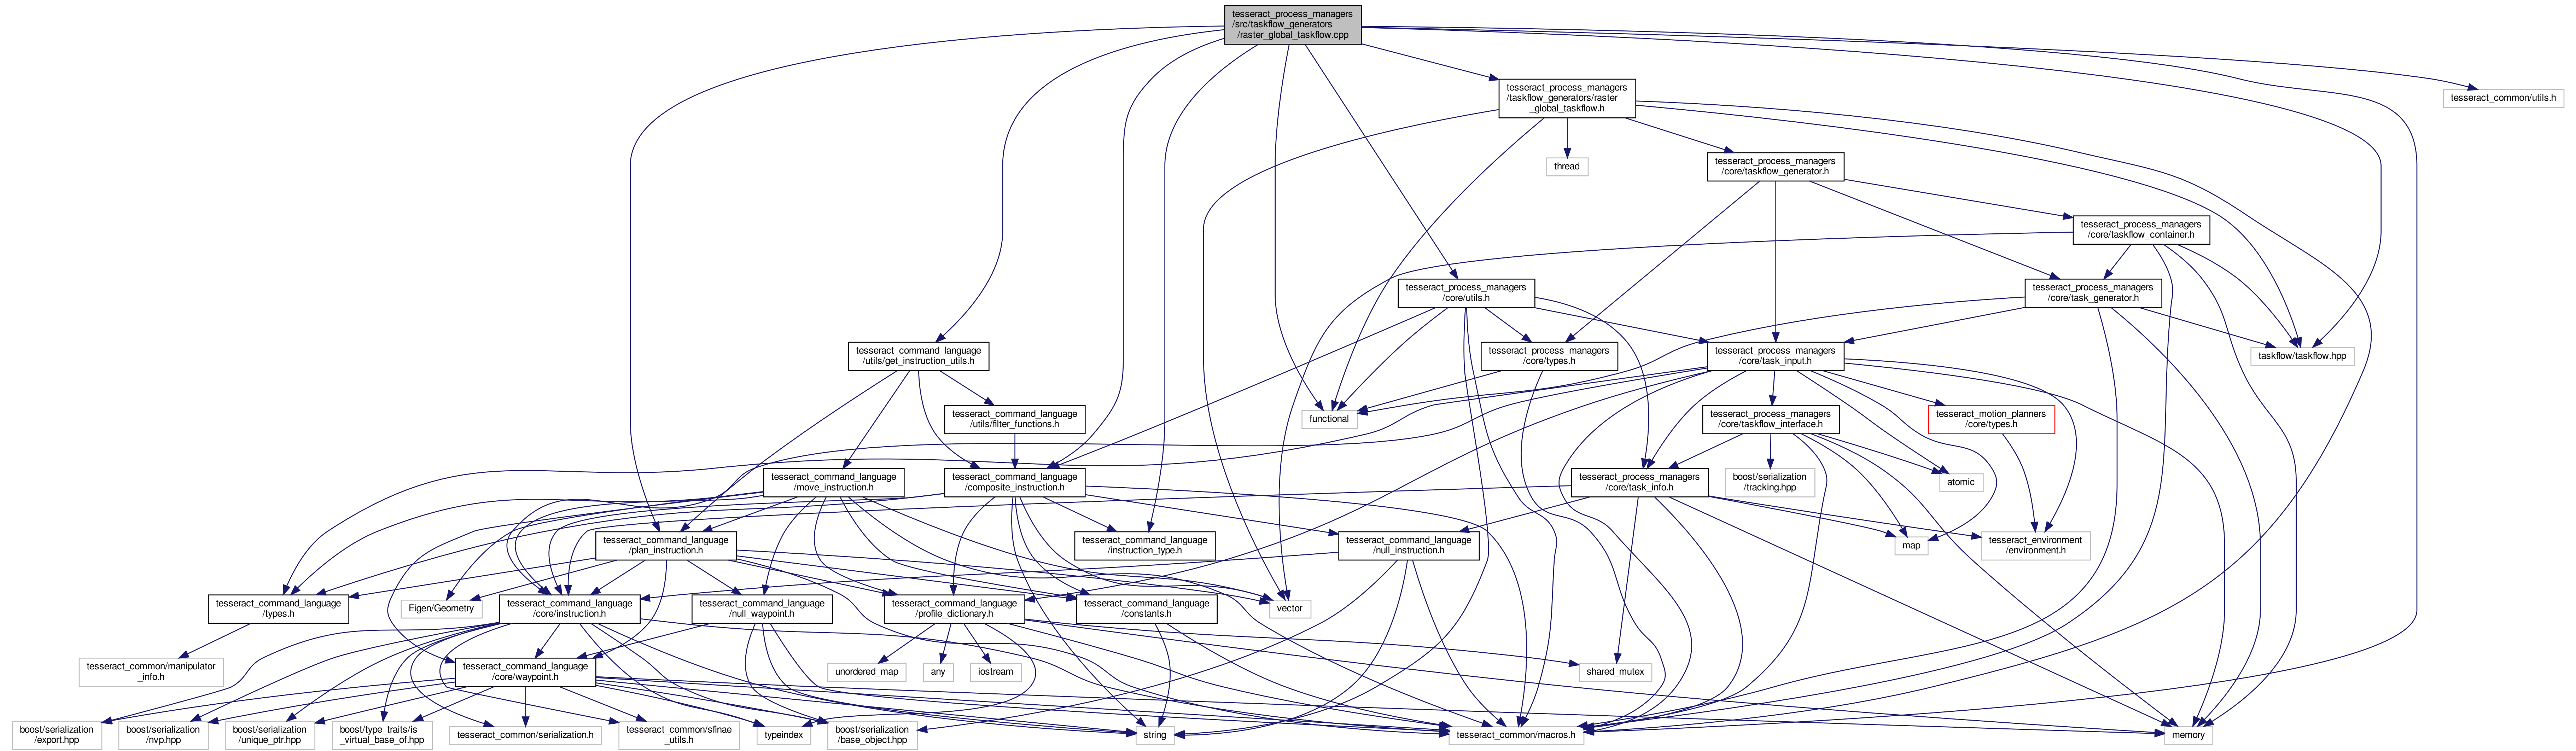 tesseract_process_managers
/src/taskflow_generators
/raster_global_taskflow.cpp
tesseract_process_managers
/taskflow_generators/raster
_global_taskflow.h
tesseract_common/utils.h
thread
tesseract_process_managers
/core/taskflow_generator.h
tesseract_process_managers
/core/taskflow_container.h
tesseract_process_managers
/core/utils.h
tesseract_process_managers
/core/task_generator.h
tesseract_command_language
/utils/get_instruction_utils.h
tesseract_process_managers
/core/types.h
tesseract_process_managers
/core/task_input.h
taskflow/taskflow.hpp
tesseract_command_language
/utils/filter_functions.h
functional
tesseract_process_managers
/core/taskflow_interface.h
tesseract_motion_planners
/core/types.h
tesseract_command_language
/move_instruction.h
tesseract_command_language
/composite_instruction.h
tesseract_process_managers
/core/task_info.h
boost/serialization
/tracking.hpp
atomic
tesseract_command_language
/plan_instruction.h
tesseract_command_language
/instruction_type.h
tesseract_command_language
/null_instruction.h
map
tesseract_environment
/environment.h
tesseract_command_language
/types.h
Eigen/Geometry
tesseract_command_language
/core/instruction.h
tesseract_command_language
/null_waypoint.h
tesseract_command_language
/profile_dictionary.h
tesseract_command_language
/constants.h
vector
tesseract_common/manipulator
_info.h
tesseract_command_language
/core/waypoint.h
unordered_map
any
iostream
shared_mutex
boost/serialization
/export.hpp
boost/serialization
/nvp.hpp
boost/serialization
/unique_ptr.hpp
boost/type_traits/is
_virtual_base_of.hpp
tesseract_common/serialization.h
tesseract_common/sfinae
_utils.h
typeindex
boost/serialization
/base_object.hpp
string
tesseract_common/macros.h
memory